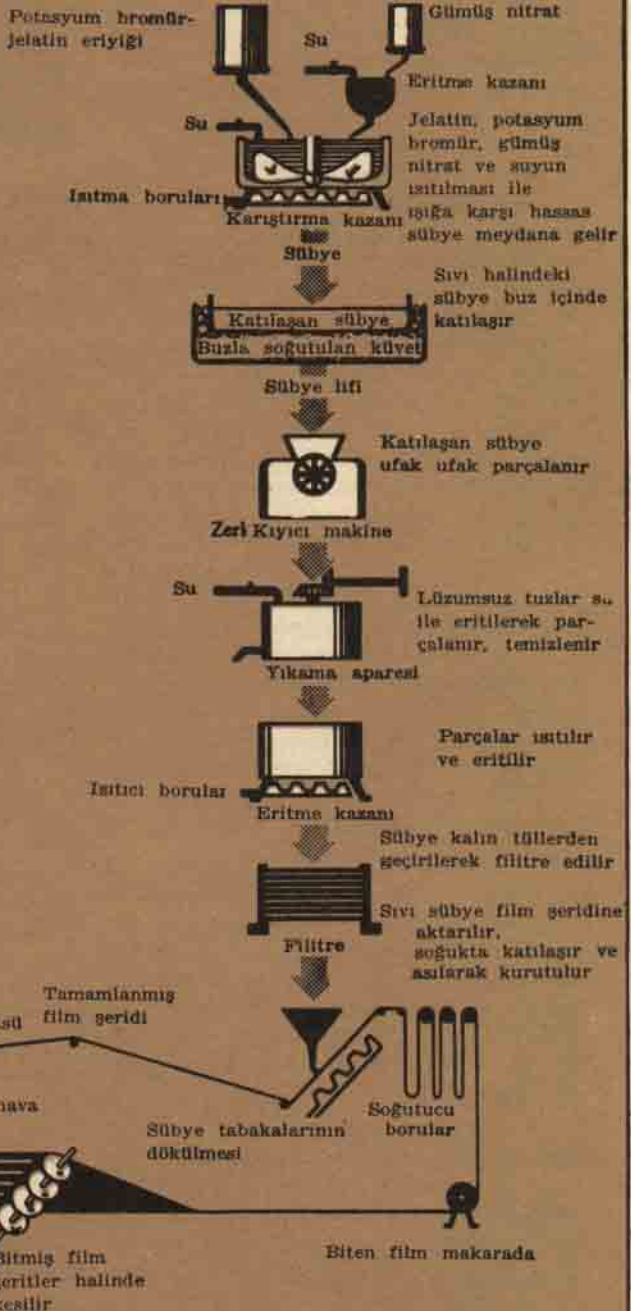 Potasyum bromür-
jelatin eriyiği
Gümüş nitrat
Su
Eritme kazanı
Su
Jelatin, potasyum
bromür, gümüş
nitrat ve suyun
ısıtılması ile
ışığa karşı hassas
sübye meydana gelir
Isıtma boruları
Karıştırma kazanı
Sübye
Sıvı halindeki
sübye buz içinde
katılaşır
Katılaşan sübye
Buzla soğutulan küvet
Sübye lifi
Katılaşan sübye
ufak ufak parçalanır
Zeri Kıyıcı makine
Su
Lüzumsuz tuzlar su
ile eritilerek par-
çalanır, temizlenir
Yıkama aparesi
Parçalar ısıtılır
ve eritilir
Isıtıcı borular
Eritme kazanı
Sübye kalın tüllerden
geçirilerek filitre edilir
Filitre
Sıvı sübye film şeridine
aktarılır,
soğukta katılaşır ve
asılarak kurutulur
Tamamlanmış
film şeridi
Sübye tabakalarının
dökülmesi
Soğutucu
borular
Bitmiş film
şeritler halinde
kesilir
Biten film makarada